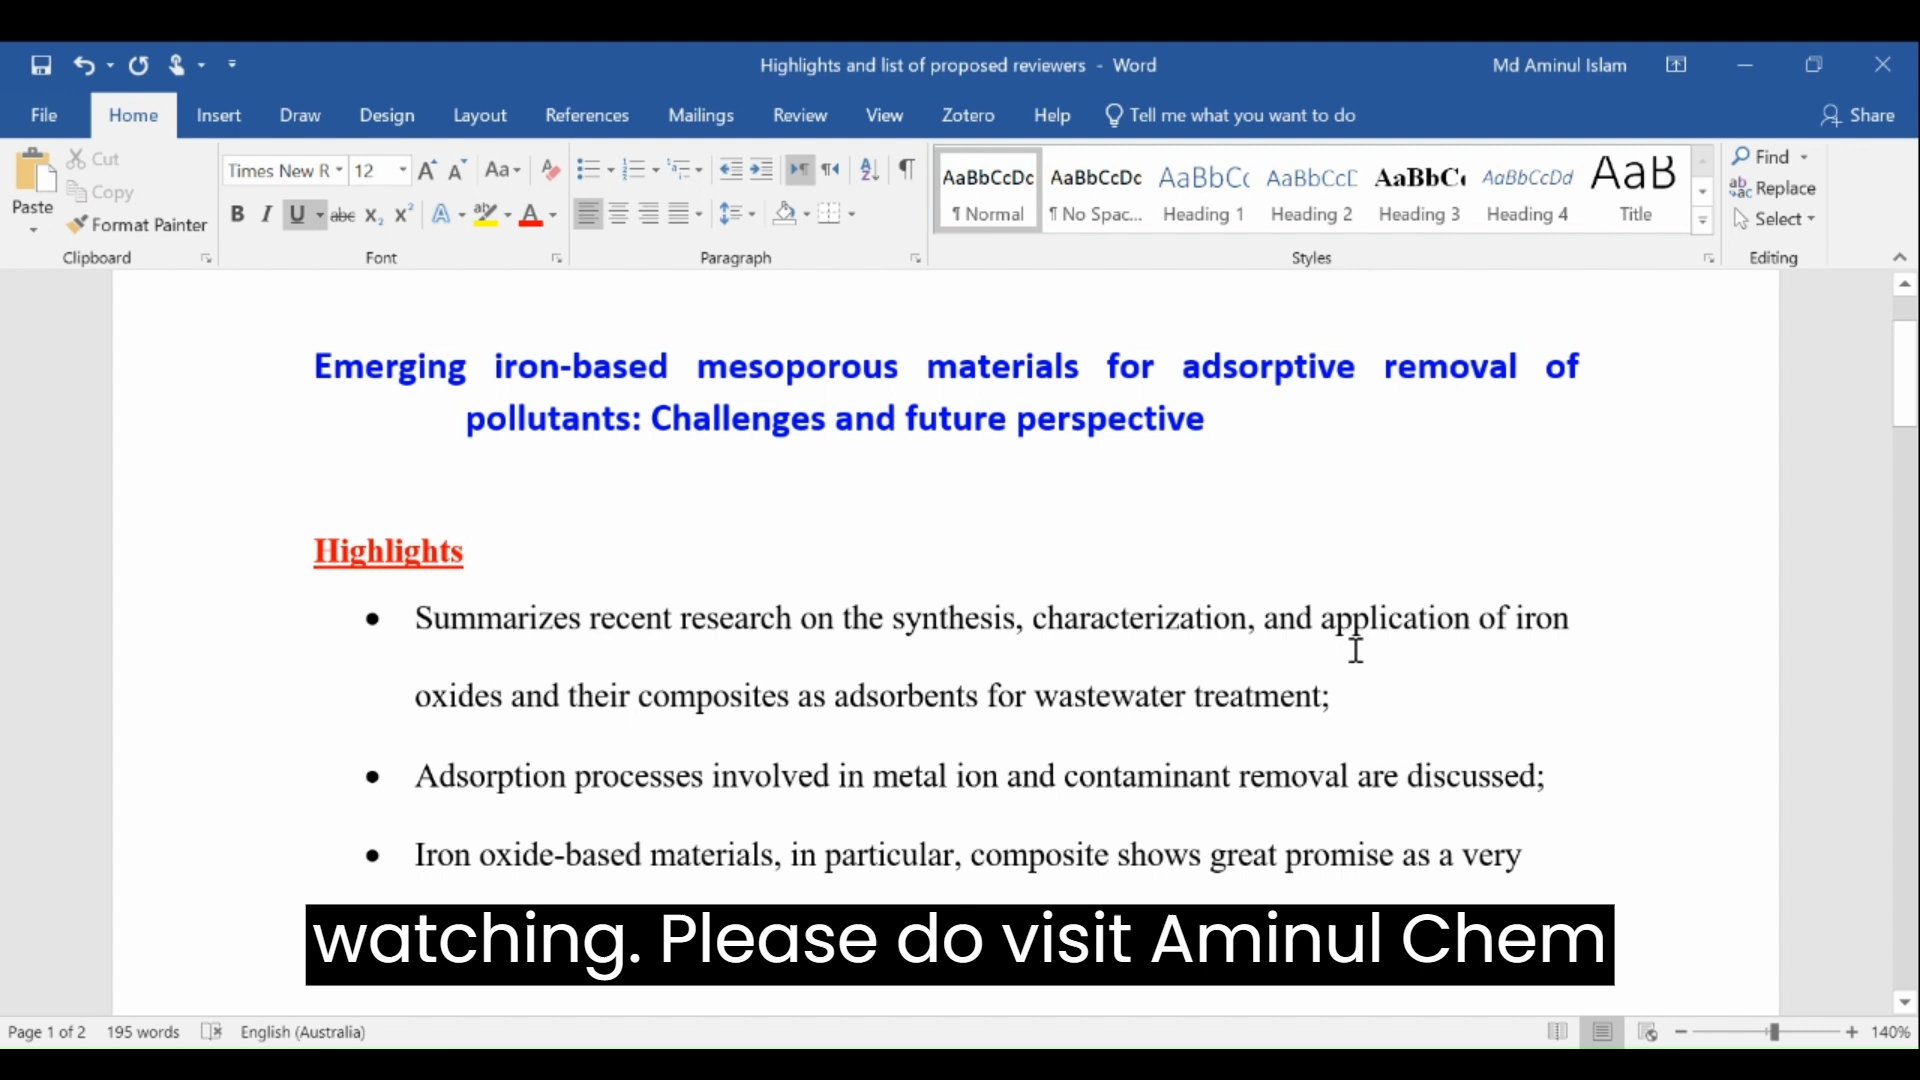 Highlights and list of proposed reviewers - Word
Md Aminul Islam
File Home Insert Draw Design Layout References Mailings Review View Zotero Help Tell me what you want to do Share
Paste
Cut
Copy
Format Painter
Clipboard
Times New R 12
Font
Paragraph
AaBbCcDc AaBbCcDc AaBbCc AaBbCcC AaBbCc AaBbCcDd AaB
¶ Normal ¶ No Spac... Heading 1 Heading 2 Heading 3 Heading 4 Title
Styles
Find
Replace
Select
Editing
Emerging iron-based mesoporous materials for adsorptive removal of
pollutants: Challenges and future perspective
Highlights
• Summarizes recent research on the synthesis, characterization, and application of iron
oxides and their composites as adsorbents for wastewater treatment;
• Adsorption processes involved in metal ion and contaminant removal are discussed;
• Iron oxide-based materials, in particular, composite shows great promise as a very
watching. Please do visit Aminul Chem
Page 1 of 2 195 words English (Australia) 140%